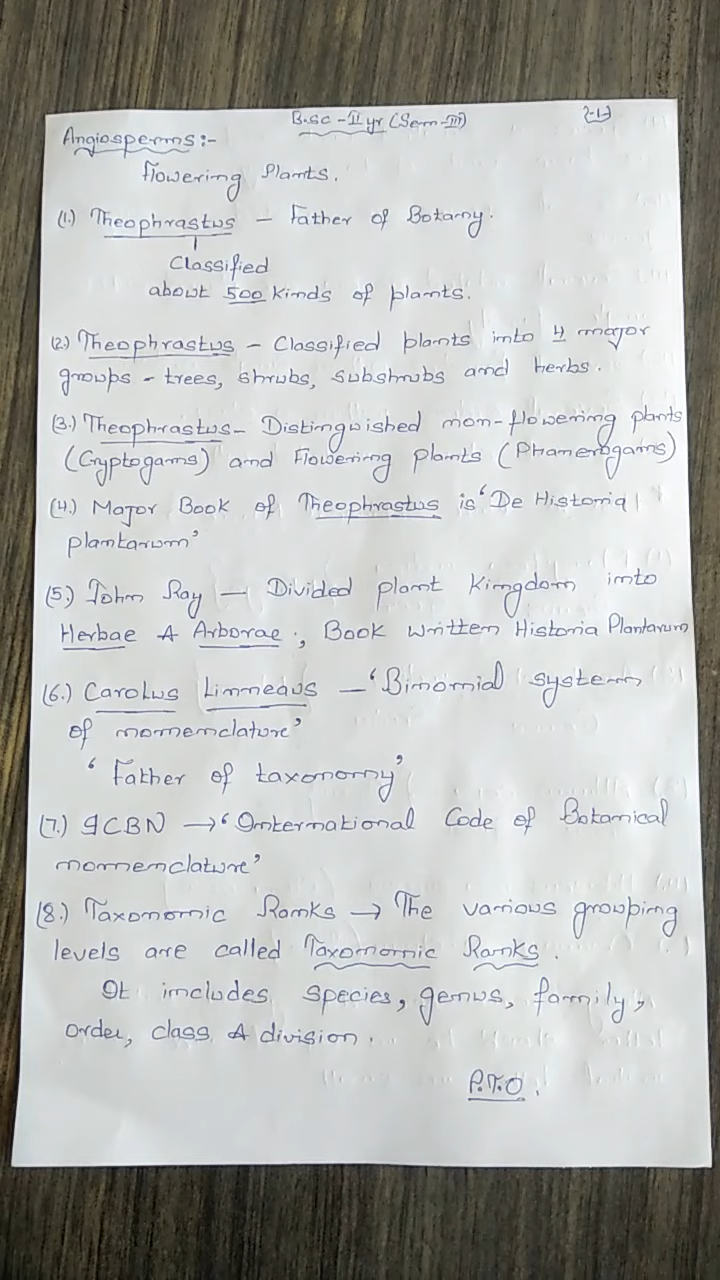 B.sc - II yr (Sem-III)
Angiosperms:-
Flowering Plants.
(1.) Theophrastus - Father of Botany.
Classified
about 500 kinds of plants.
(2.) Theophrastus - Classified plants into 4 major
groups - trees, shrubs, subshrubs and herbs.
(3.) Theophrastus - Distinguished non-flowering plants
(Cryptogams) and Flowering plants (Phanerogams)
(4.) Major Book of Theophrastus is 'De Historia
plantarum'
(5.) John Ray - Divided plant kingdom into
Herbae & Arborae., Book written Historia Plantarum
(6.) Carolus Linneaus - 'Binomial system
of nomenclature'
'Father of taxonomy'
(7.) ICBN → 'International Code of Botanical
nomenclature'
(8.) Taxonomic Ranks → The various grouping
levels are called Taxonomic Ranks.
It includes species, genus, family,
order, class & division.
P.T.O.